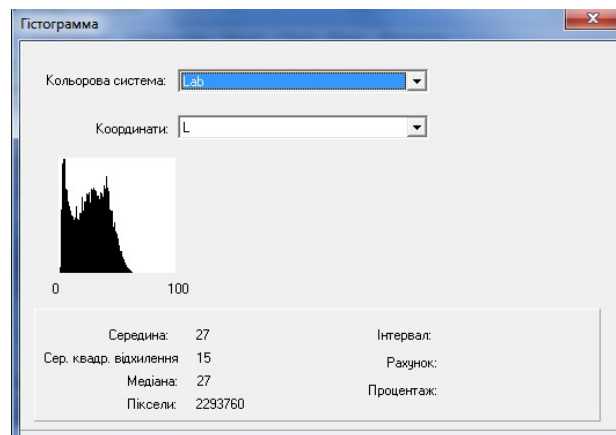 Гістограмма
Кольорова система: Lab
Координати: L
0 100
Середина: 27
Сер. квадр. відхилення 15
Медіана: 27
Піксели: 2293760
Інтервал:
Рахунок:
Процентаж: